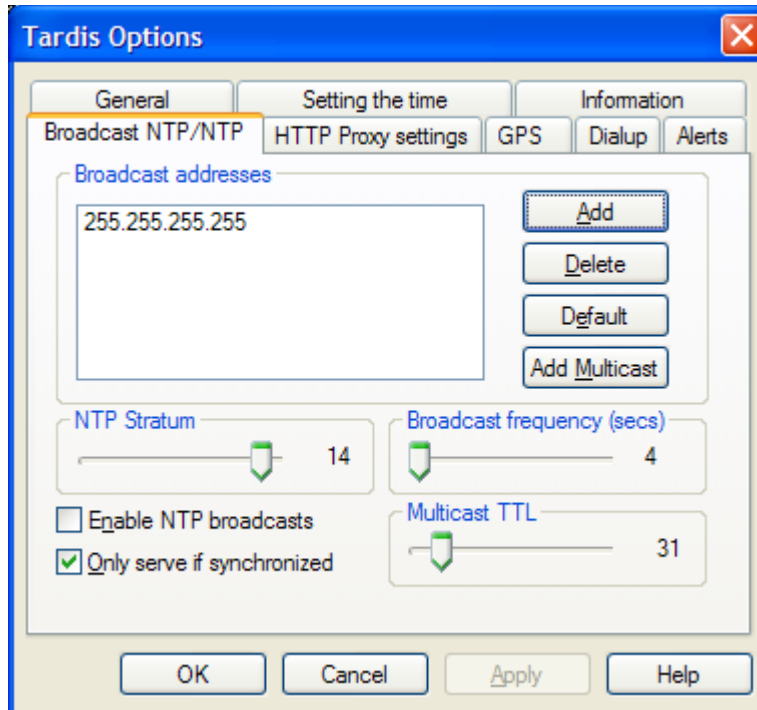 Tardis Options
General Setting the time Information
Broadcast NTP/NTP HTTP Proxy settings GPS Dialup Alerts
Broadcast addresses
255.255.255.255
Add
Delete
Default
Add Multicast
NTP Stratum
14
Broadcast frequency (secs)
4
Enable NTP broadcasts
Only serve if synchronized
Multicast TTL
31
OK Cancel Apply Help